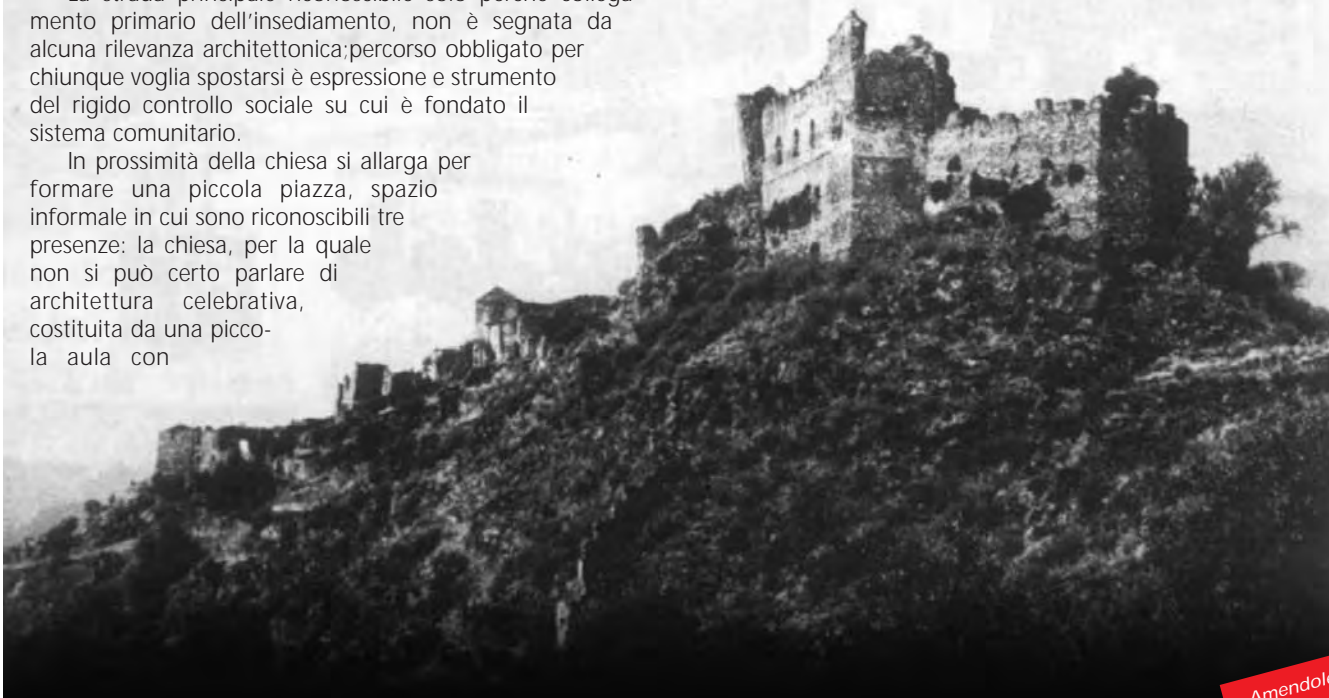 mento primario dell'insediamento, non è segnata da
alcuna rilevanza architettonica;percorso obbligato per
chiunque voglia spostarsi è espressione e strumento
del rigido controllo sociale su cui è fondato il
sistema comunitario.
In prossimità della chiesa si allarga per
formare una piccola piazza, spazio
informale in cui sono riconoscibili tre
presenze: la chiesa, per la quale
non si può certo parlare di
architettura celebrativa,
costituita da una picco-
la aula con